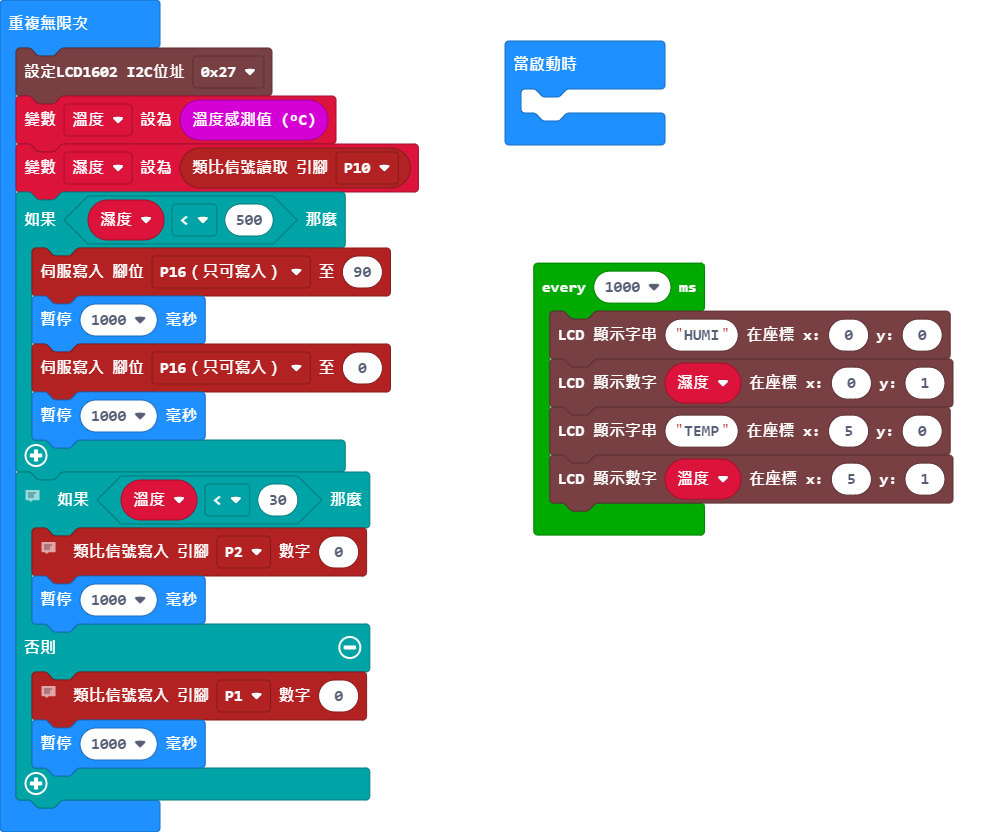 重複無限次
設定LCD1602 I2C位址 0x27
變數 溫度 設為 溫度感測值 (ºC)
變數 濕度 設為 類比信號讀取 引腳 P10
如果 濕度 < 500 那麼
伺服寫入 腳位 P16（只可寫入） 至 90
暫停 1000 毫秒
伺服寫入 腳位 P16（只可寫入） 至 0
暫停 1000 毫秒
如果 溫度 < 30 那麼
類比信號寫入 引腳 P2 數字 0
暫停 1000 毫秒
否則
類比信號寫入 引腳 P1 數字 0
暫停 1000 毫秒
當啟動時
every 1000 ms
LCD 顯示字串 "HUMI" 在座標 x: 0 y: 0
LCD 顯示數字 濕度 在座標 x: 0 y: 1
LCD 顯示字串 "TEMP" 在座標 x: 5 y: 0
LCD 顯示數字 溫度 在座標 x: 5 y: 1